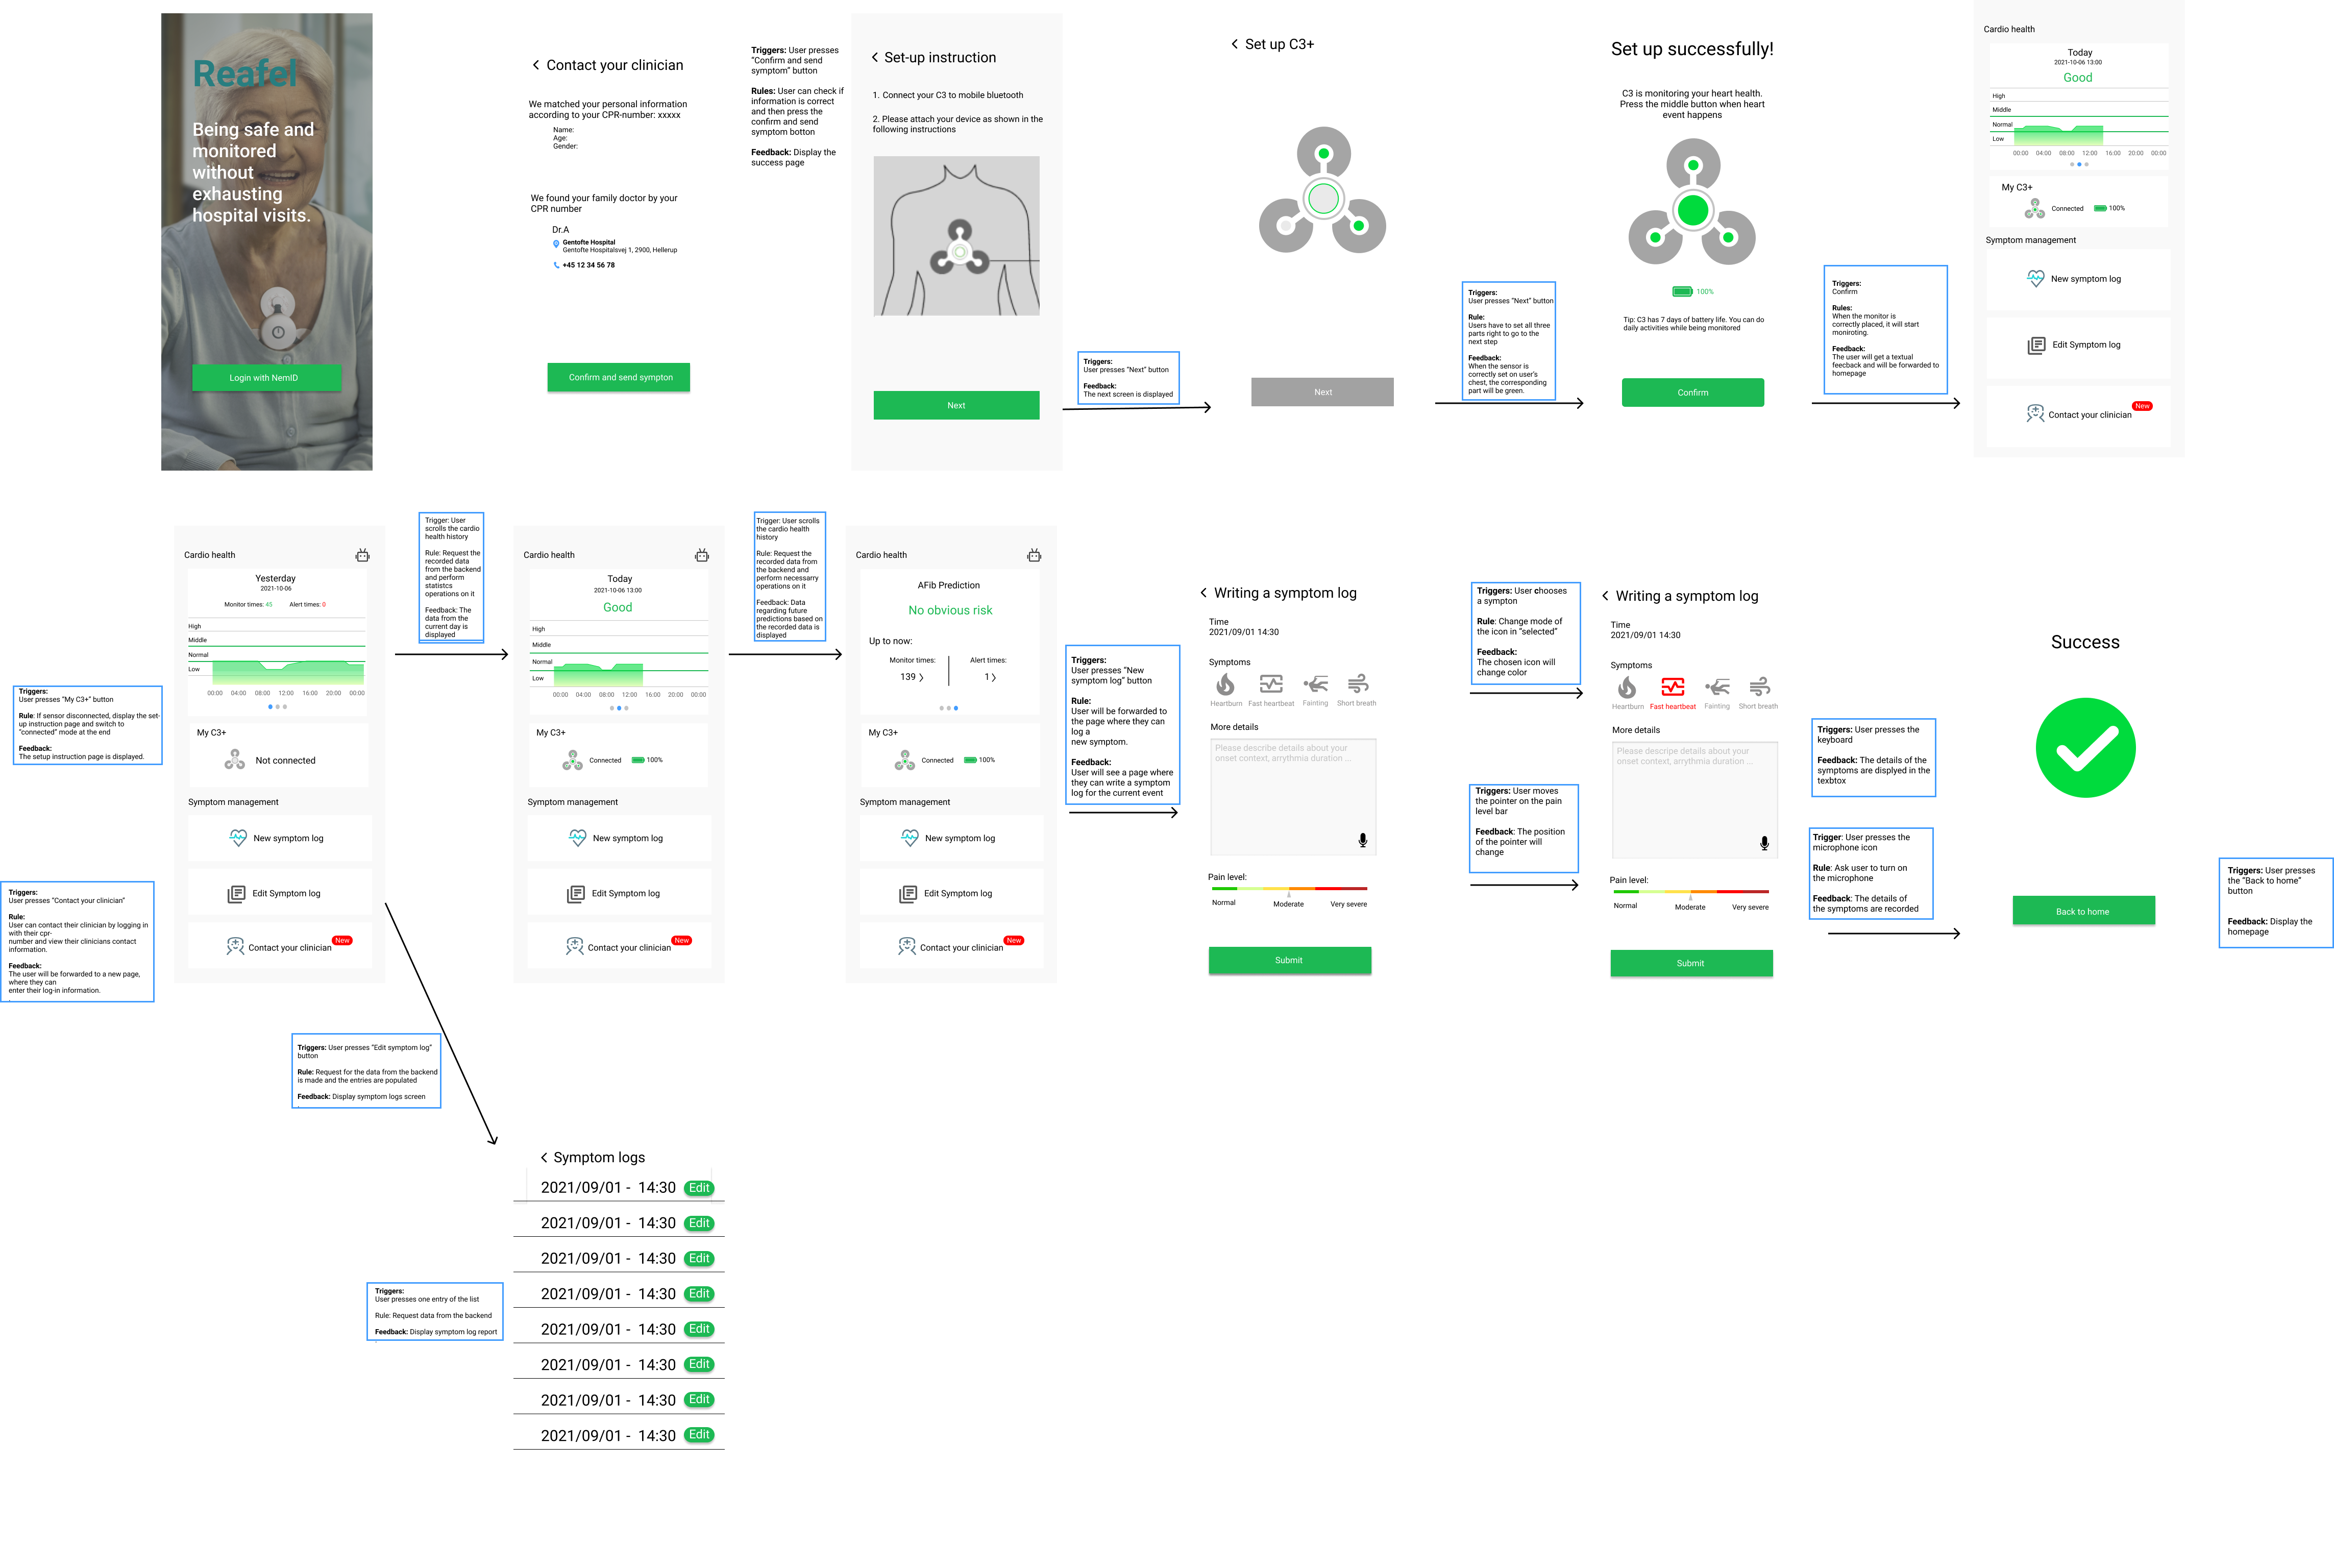 Reafel
Being safe and
monitored
without
exhausting
hospital visits.
Login with NemID
Contact your clinician
We matched your personal information
according to your CPR-number: xxxxx
Name:
Age:
Gender:
We found your family doctor by your
CPR number
Dr.A
Gentofte Hospital
Gentofte Hospitalsvej 1, 2900, Hellerup
+45 12 34 56 78
Confirm and send sympton
Triggers: User presses
"Confirm and send
symptom" button
Rules: User can check if
information is correct
and then press the
confirm and send
symptom botton
Feedback: Display the
success page
Set-up instruction
1. Connect your C3 to mobile bluetooth
2. Please attach your device as shown in the
following instructions
Next
Triggers:
User presses "Next" button
Feedback:
The next screen is displayed
Set up C3+
Next
Triggers:
User presses "Next" button
Rule:
Users have to set all three
parts right to go to the
next step
Feedback:
When the sensor is
correctly set on user's
chest, the corresponding
part will be green.
Set up successfully!
C3 is monitoring your heart health.
Press the middle button when heart
event happens
100%
Tip: C3 has 7 days of battery life. You can do
daily activities while being monitored
Confirm
Triggers:
Confirm
Rules:
When the monitor is
correctly placed, it will start
moniroting.
Feedback:
The user will get a textual
feecback and will be forwarded to
homepage
Cardio health
Today
2021-10-06 13:00
Good
High
Middle
Normal
Low
00:00 04:00 08:00 12:00 16:00 20:00 00:00
My C3+
Connected 100%
Symptom management
New symptom log
Edit Symptom log
Contact your clinician New
Triggers:
User presses "My C3+" button
Rule: If sensor disconnected, display the set-
up instruction page and switch to
"connected" mode at the end
Feedback:
The setup instruction page is displayed.
Triggers:
User presses "Contact your clinician"
Rule:
User can contact their clinician by logging in
with their cpr-
number and view their clinicians contact
information.
Feedback:
The user will be forwarded to a new page,
where they can
enter their log-in information.
Cardio health
Yesterday
2021-10-06
Monitor times: 45 Alert times: 0
High
Middle
Normal
Low
00:00 04:00 08:00 12:00 16:00 20:00 00:00
My C3+
Not connected
Symptom management
New symptom log
Edit Symptom log
Contact your clinician New
Trigger: User
scrolls the cardio
health history
Rule: Request the
recorded data
from the backend
and perform
statistcs
operations on it
Feedback: The
data from the
current day is
displayed
Cardio health
Today
2021-10-06 13:00
Good
High
Middle
Normal
Low
00:00 04:00 08:00 12:00 16:00 20:00 00:00
My C3+
Connected 100%
Symptom management
New symptom log
Edit Symptom log
Contact your clinician New
Trigger: User scrolls
the cardio health
history
Rule: Request the
recorded data from
the backend and
perform necessarry
operations on it
Feedback: Data
regarding future
predictions based on
the recorded data is
displayed
Cardio health
AFib Prediction
No obvious risk
Up to now:
Monitor times: Alert times:
139 1
My C3+
Connected 100%
Symptom management
New symptom log
Edit Symptom log
Contact your clinician New
Triggers:
User presses "New
symptom log" button
Rule:
User will be forwarded to
the page where they can
log a
new symptom.
Feedback:
User will see a page where
they can write a symptom
log for the current event
Writing a symptom log
Time
2021/09/01 14:30
Symptoms
Heartburn Fast heartbeat Fainting Short breath
More details
Please describe details about your
onset context, arrythmia duration ...
Pain level:
Normal Moderate Very severe
Submit
Triggers: User chooses
a sympton
Rule: Change mode of
the icon in "selected"
Feedback:
The chosen icon will
change color
Triggers: User moves
the pointer on the pain
level bar
Feedback: The position
of the pointer will
change
Writing a symptom log
Time
2021/09/01 14:30
Symptoms
Heartburn Fast heartbeat Fainting Short breath
More details
Please descripe details about your
onset context, arrythmia duration ...
Pain level:
Normal Moderate Very severe
Submit
Triggers: User presses the
keyboard
Feedback: The details of the
symptoms are displyed in the
texbtox
Trigger: User presses the
microphone icon
Rule: Ask user to turn on
the microphone
Feedback: The details of
the symptoms are recorded
Success
Back to home
Triggers: User presses
the "Back to home"
button
Feedback: Display the
homepage
Triggers: User presses "Edit symptom log"
button
Rule: Request for the data from the backend
is made and the entries are populated
Feedback: Display symptom logs screen
Symptom logs
2021/09/01 - 14:30 Edit
2021/09/01 - 14:30 Edit
2021/09/01 - 14:30 Edit
2021/09/01 - 14:30 Edit
2021/09/01 - 14:30 Edit
2021/09/01 - 14:30 Edit
2021/09/01 - 14:30 Edit
2021/09/01 - 14:30 Edit
Triggers:
User presses one entry of the list
Rule: Request data from the backend
Feedback: Display symptom log report